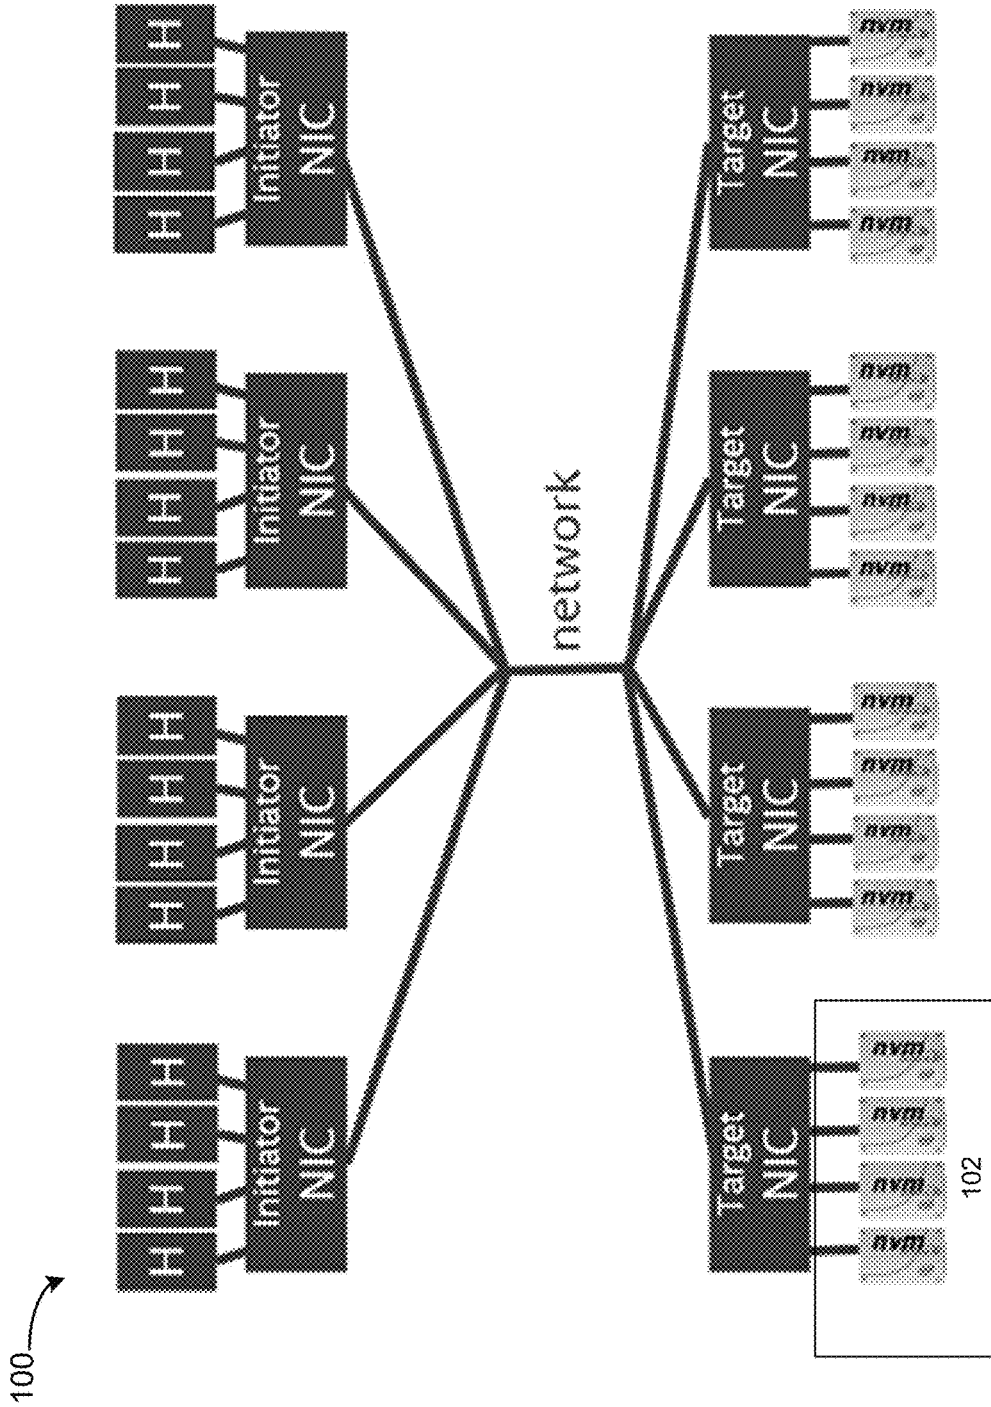 100
H H H H H H H H H H H H H H H H
Initiator Initiator Initiator Initiator
NIC NIC NIC NIC
network
Target Target Target Target
NIC NIC NIC NIC
nvm nvm nvm nvm nvm nvm nvm nvm nvm nvm nvm nvm nvm nvm nvm nvm
102